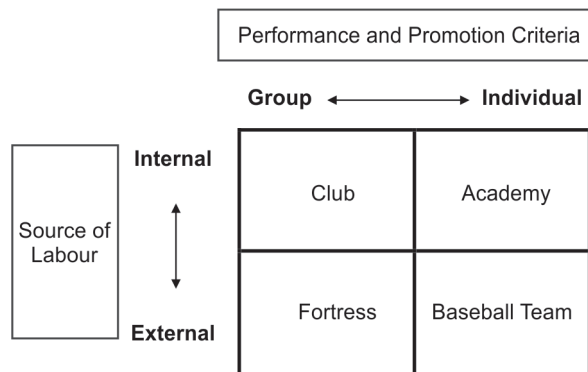 Performance and Promotion Criteria
Group Individual
Internal
Source of
Labour
External
Club Academy
Fortress Baseball Team